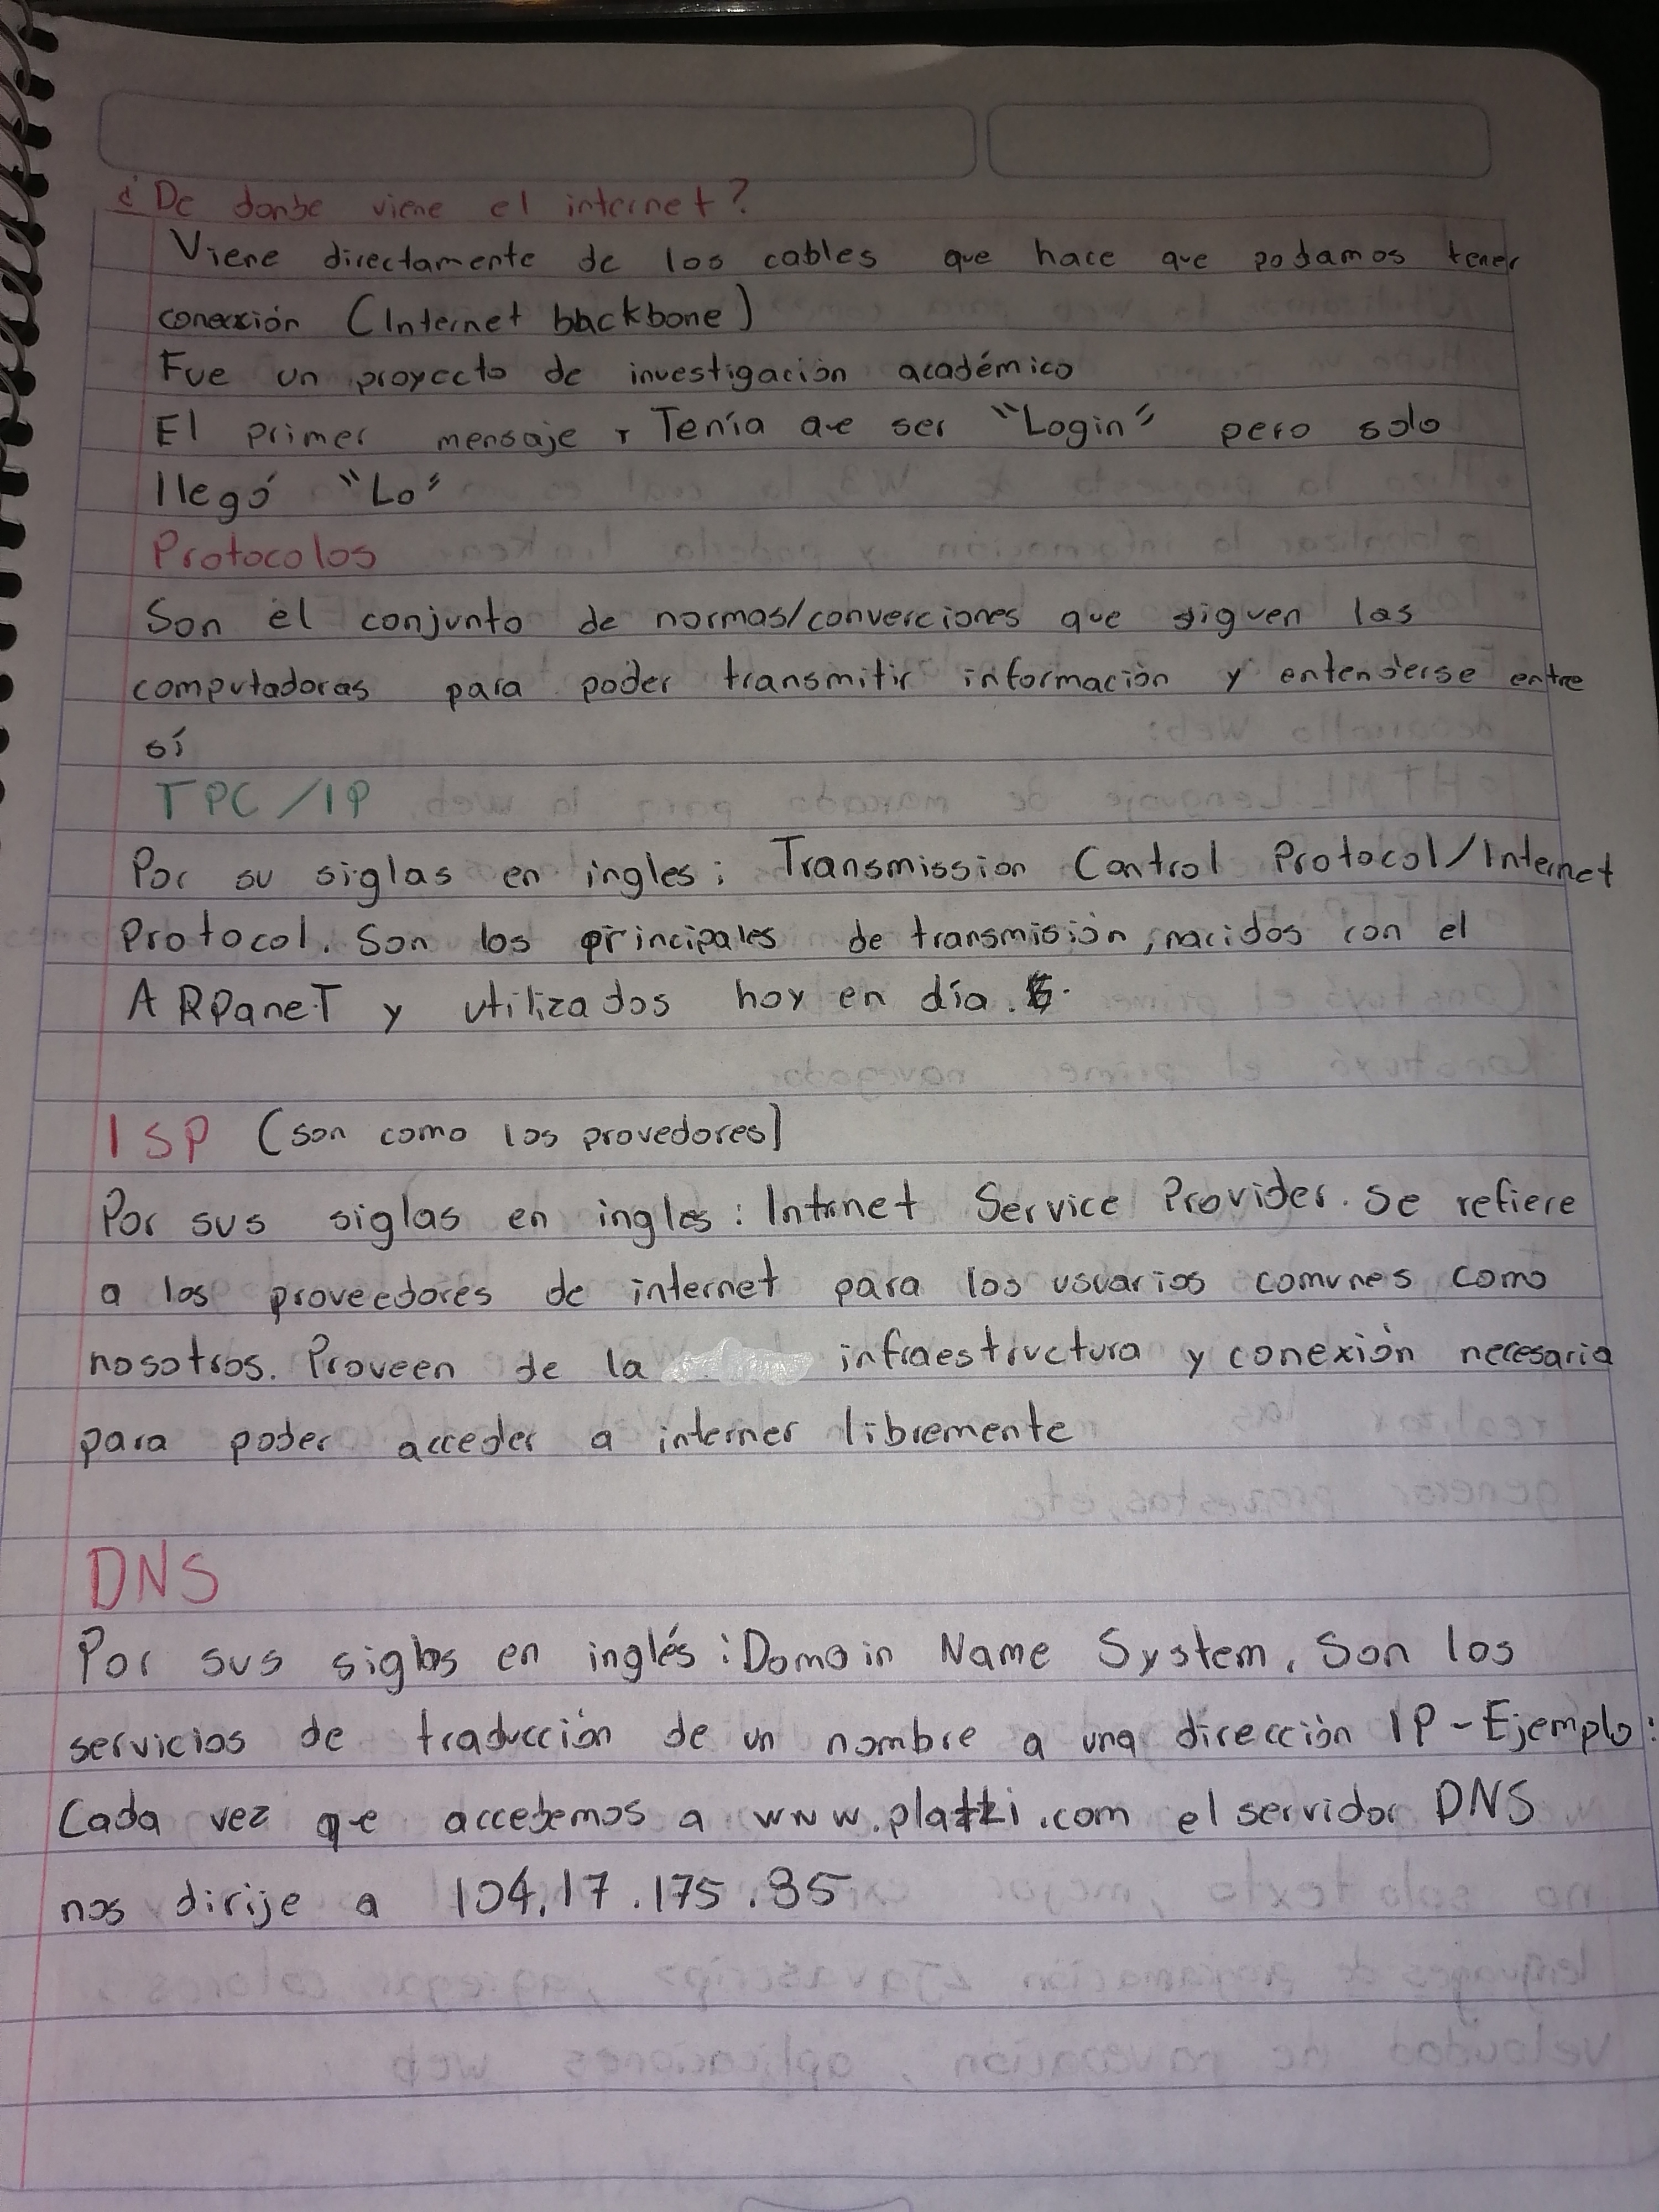 ¿De donde viene el internet?
Viene directamente de los cables que hace que podamos tener
conexión (Internet backbone)
Fue un proyecto de investigación académico
El primer mensaje, Tenía que ser "Login" pero solo
llegó "Lo"
Protocolos
Son el conjunto de normas/converciones que siguen las
computadoras para poder transmitir información y entenderse entre
sí
TPC/IP
Por su siglas en ingles: Transmission Control Protocol/Internet
Protocol. Son los principales de transmisión, nacidos con el
ARPaneT y utilizados hoy en día.
ISP (son como los provedores)
Por sus siglas en ingles: Internet Service Provider. Se refiere
a los proveedores de internet para los usuarios comunes como
nosotros. Proveen de la infraestructura y conexión necesaria
para poder acceder a interner libremente
DNS
Por sus siglas en inglés: Domain Name System. Son los
servicios de traducción de un nombre a una dirección IP - Ejemplo:
Cada vez que accedemos a www.platzi.com el servidor DNS
nos dirije a 104.17.175.85